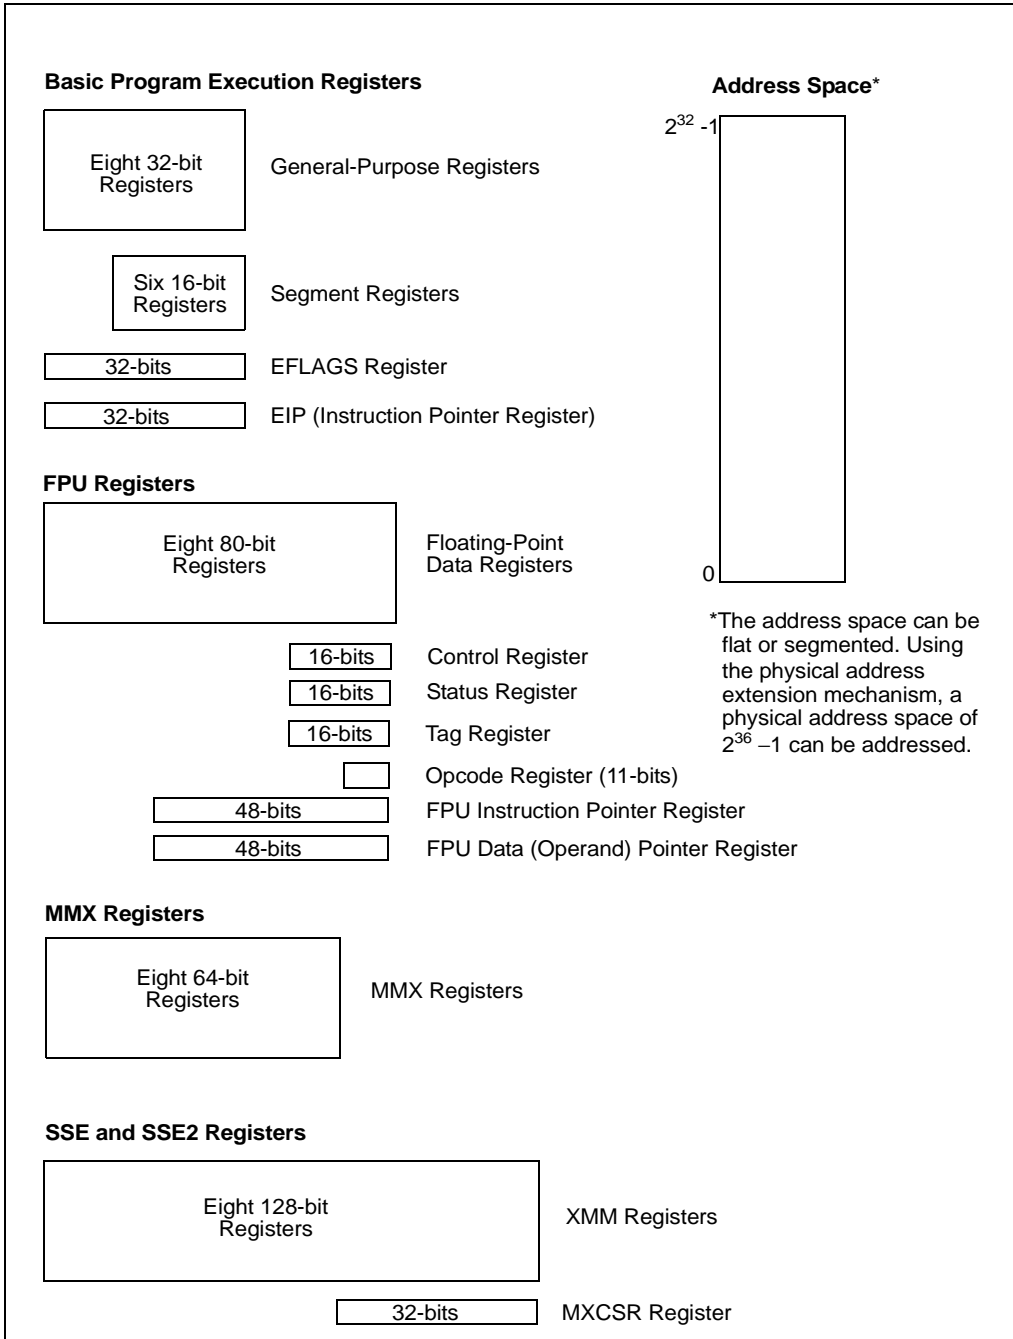 Basic Program Execution Registers
Eight 32-bit
Registers
General-Purpose Registers
Six 16-bit
Registers
Segment Registers
32-bits
EFLAGS Register
32-bits
EIP (Instruction Pointer Register)
Address Space*
2^32 -1
0
*The address space can be
flat or segmented. Using
the physical address
extension mechanism, a
physical address space of
2^36 –1 can be addressed.
FPU Registers
Eight 80-bit
Registers
Floating-Point
Data Registers
16-bits
Control Register
16-bits
Status Register
16-bits
Tag Register
Opcode Register (11-bits)
48-bits
FPU Instruction Pointer Register
48-bits
FPU Data (Operand) Pointer Register
MMX Registers
Eight 64-bit
Registers
MMX Registers
SSE and SSE2 Registers
Eight 128-bit
Registers
XMM Registers
32-bits
MXCSR Register